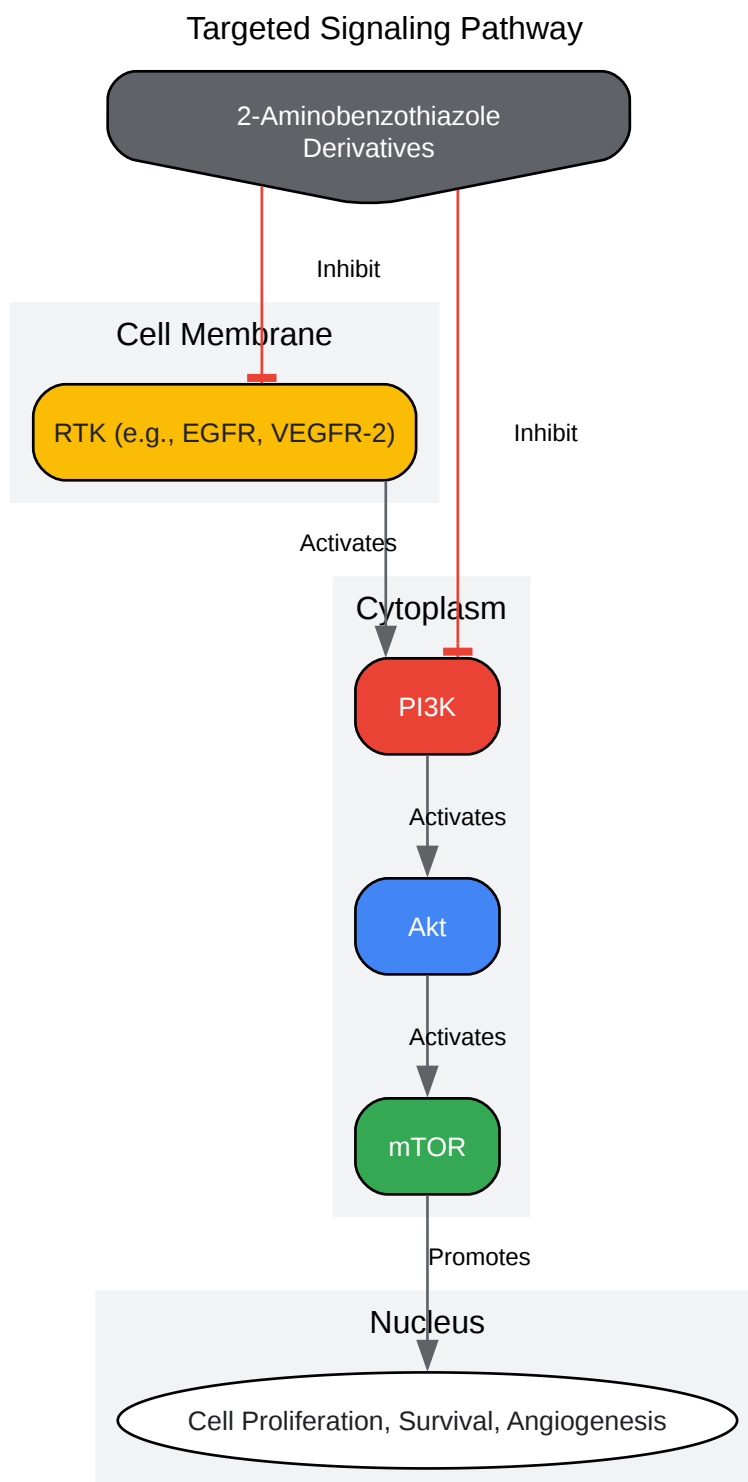 Targeted Signaling Pathway
2-Aminobenzothiazole
Derivatives
Inhibit
Cell Membrane
RTK (e.g., EGFR, VEGFR-2)
Inhibit
Activates
Cytoplasm
PI3K
Activates
Akt
Activates
mTOR
Promotes
Nucleus
Cell Proliferation, Survival, Angiogenesis